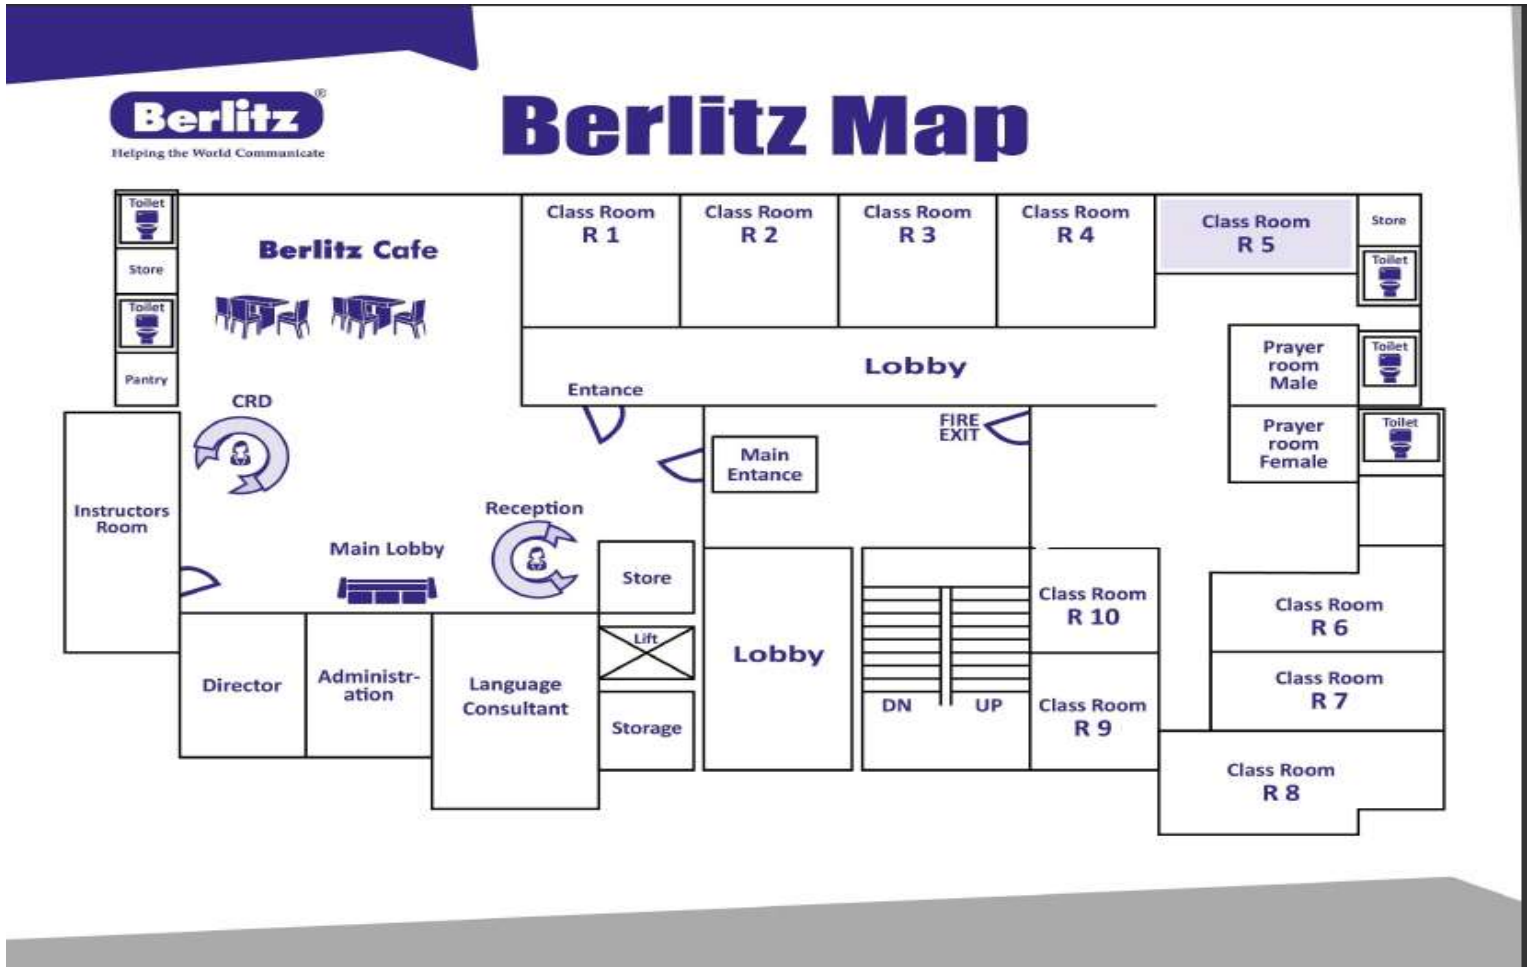 Berlitz®
Helping the World Communicate
Berlitz Map
Toilet
Store
Toilet
Pantry
Berlitz Cafe
Class Room
R 1
Class Room
R 2
Class Room
R 3
Class Room
R 4
Class Room
R 5
Store
Toilet
Lobby
Entance
Prayer
room
Male
Toilet
CRD
FIRE
EXIT
Main
Entance
Prayer
room
Female
Toilet
Instructors
Room
Reception
Main Lobby
Store
Lift
Storage
Director
Administr-
ation
Language
Consultant
Lobby
DN
UP
Class Room
R 10
Class Room
R 9
Class Room
R 6
Class Room
R 7
Class Room
R 8